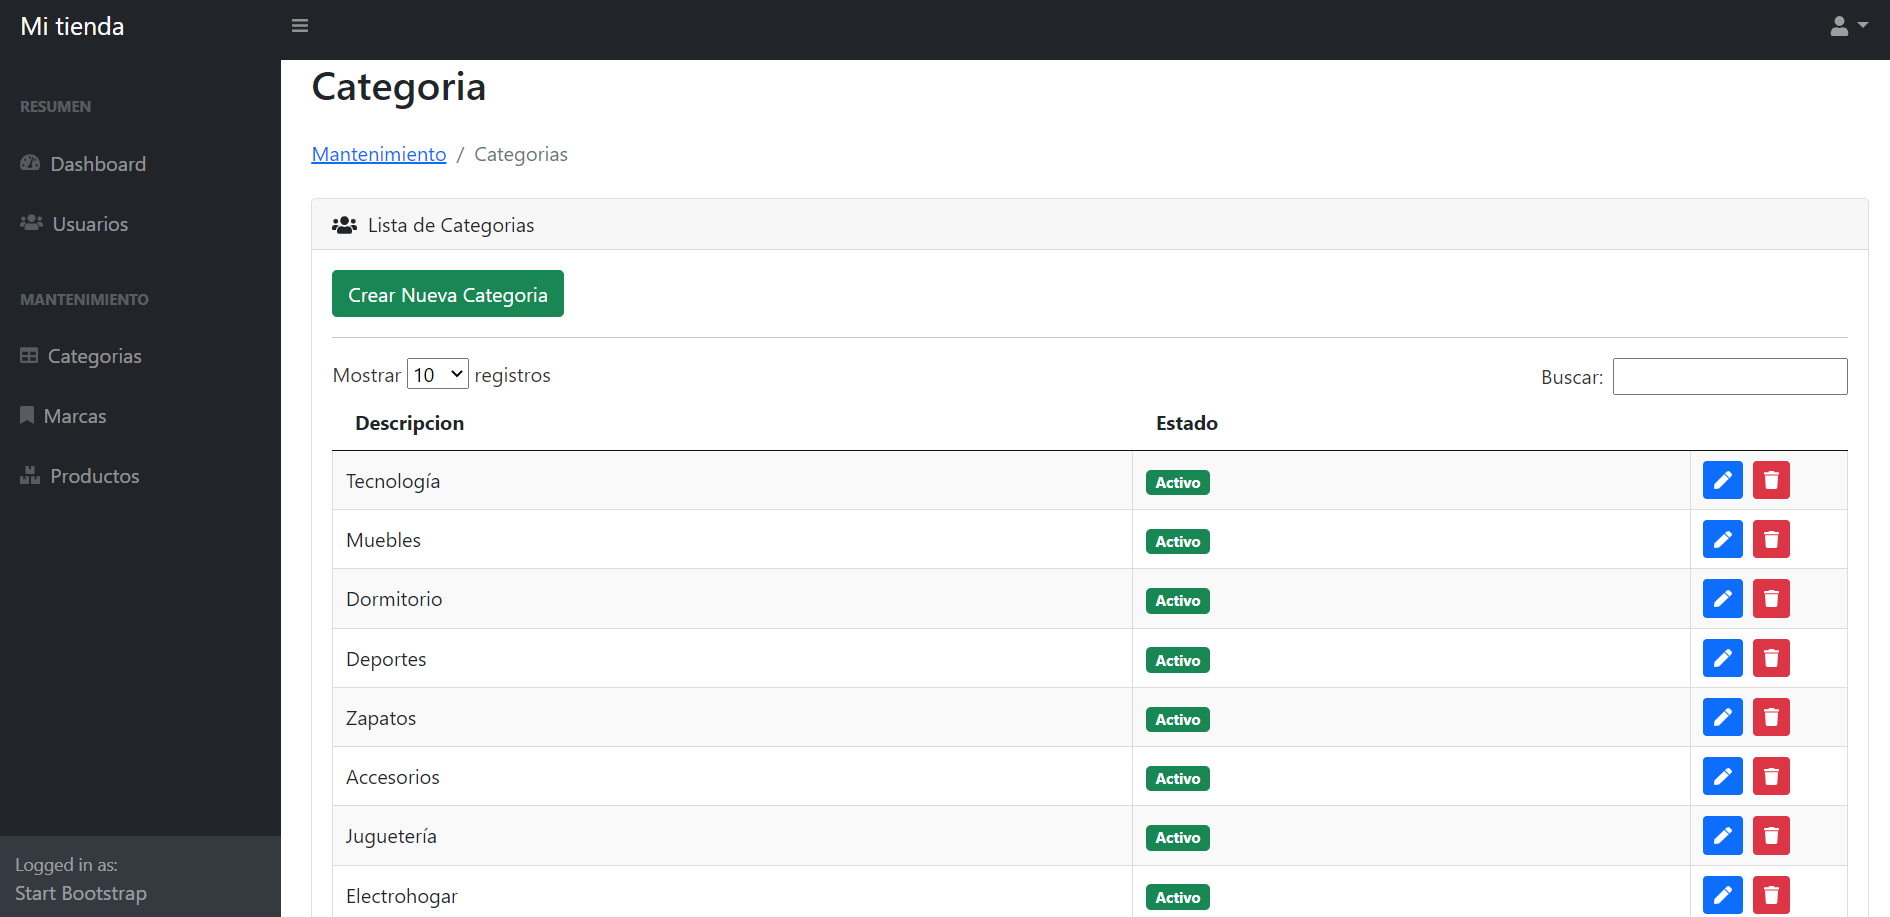 Mi tienda
RESUMEN
Dashboard
Usuarios
MANTENIMIENTO
Categorias
Marcas
Productos
Logged in as:
Start Bootstrap
Categoria
Mantenimiento / Categorias
Lista de Categorias
Crear Nueva Categoria
Mostrar 10 registros
Buscar:
Descripcion Estado
Tecnología Activo
Muebles Activo
Dormitorio Activo
Deportes Activo
Zapatos Activo
Accesorios Activo
Juguetería Activo
Electrohogar Activo